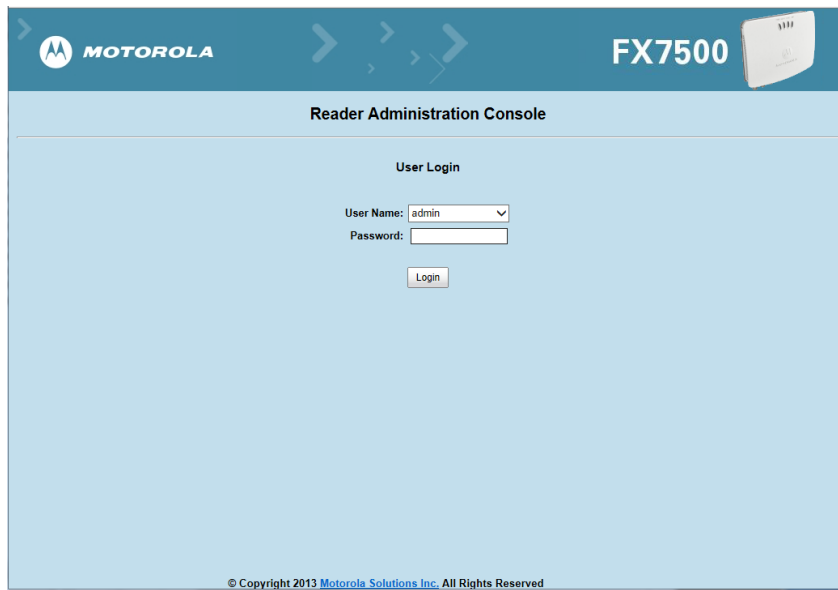 MOTOROLA
FX7500
Reader Administration Console
User Login
User Name: admin
Password:
Login
© Copyright 2013 Motorola Solutions Inc. All Rights Reserved